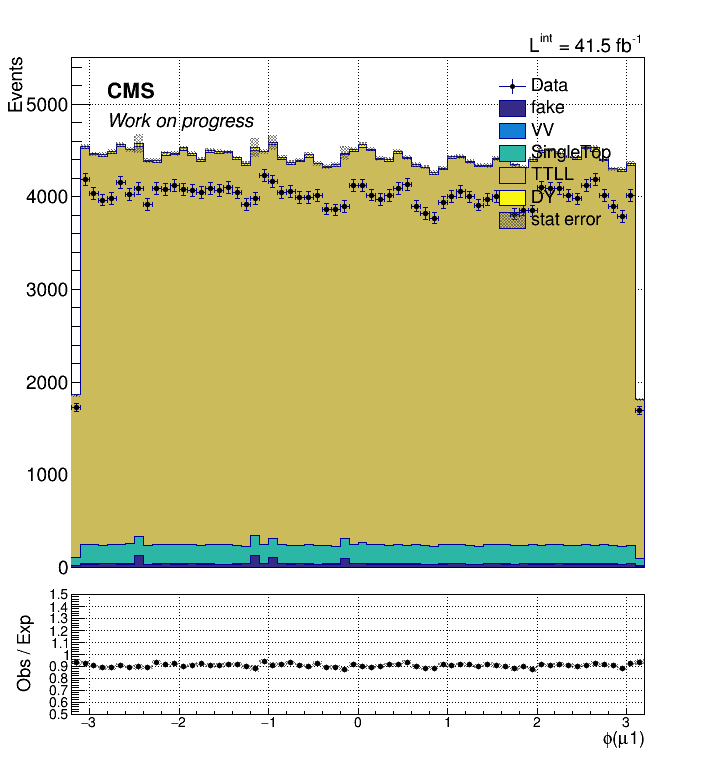 L^int = 41.5 fb^-1
Events
CMS
Work on progress
Data
fake
VV
SingleTop
TTLL
DY
stat error
5000
4000
3000
2000
1000
0
Obs / Exp
1.5
1.4
1.3
1.2
1.1
1
0.9
0.8
0.7
0.6
0.5
−3 −2 −1 0 1 2 3
ϕ(μ1)